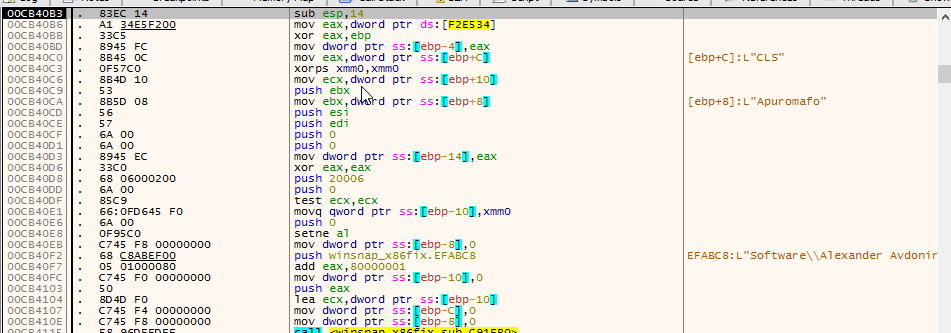 00CB40B3 . 83EC 14 sub esp,14
00CB40B6 . A1 34E5F200 mov eax,dword ptr ds:[F2E534]
00CB40BB . 33C5 xor eax,ebp
00CB40BD . 8945 FC mov dword ptr ss:[ebp-4],eax
00CB40C0 . 8B45 0C mov eax,dword ptr ss:[ebp+C] [ebp+C]:L"CLS"
00CB40C3 . 0F57C0 xorps xmm0,xmm0
00CB40C6 . 8B4D 10 mov ecx,dword ptr ss:[ebp+10]
00CB40C9 . 53 push ebx
00CB40CA . 8B5D 08 mov ebx,dword ptr ss:[ebp+8] [ebp+8]:L"Apuromafo"
00CB40CD . 56 push esi
00CB40CE . 57 push edi
00CB40CF . 6A 00 push 0
00CB40D1 . 6A 00 push 0
00CB40D3 . 8945 EC mov dword ptr ss:[ebp-14],eax
00CB40D6 . 33C0 xor eax,eax
00CB40D8 . 68 06000200 push 20006
00CB40DD . 6A 00 push 0
00CB40DF . 85C9 test ecx,ecx
00CB40E1 . 66:0FD645 F0 movq qword ptr ss:[ebp-10],xmm0
00CB40E6 . 6A 00 push 0
00CB40E8 . 0F95C0 setne al
00CB40EB . C745 F8 00000000 mov dword ptr ss:[ebp-8],0
00CB40F2 . 68 C8ABEF00 push winsnap_x86fix.EFABC8 EFABC8:L"Software\\Alexander Avdonir
00CB40F7 . 05 01000080 add eax,80000001
00CB40FC . C745 F0 00000000 mov dword ptr ss:[ebp-10],0
00CB4103 . 50 push eax
00CB4104 . 8D4D F0 lea ecx,dword ptr ss:[ebp-10]
00CB4107 . C745 F4 00000000 mov dword ptr ss:[ebp-C],0
00CB410E . C745 F8 00000000 mov dword ptr ss:[ebp-8],0